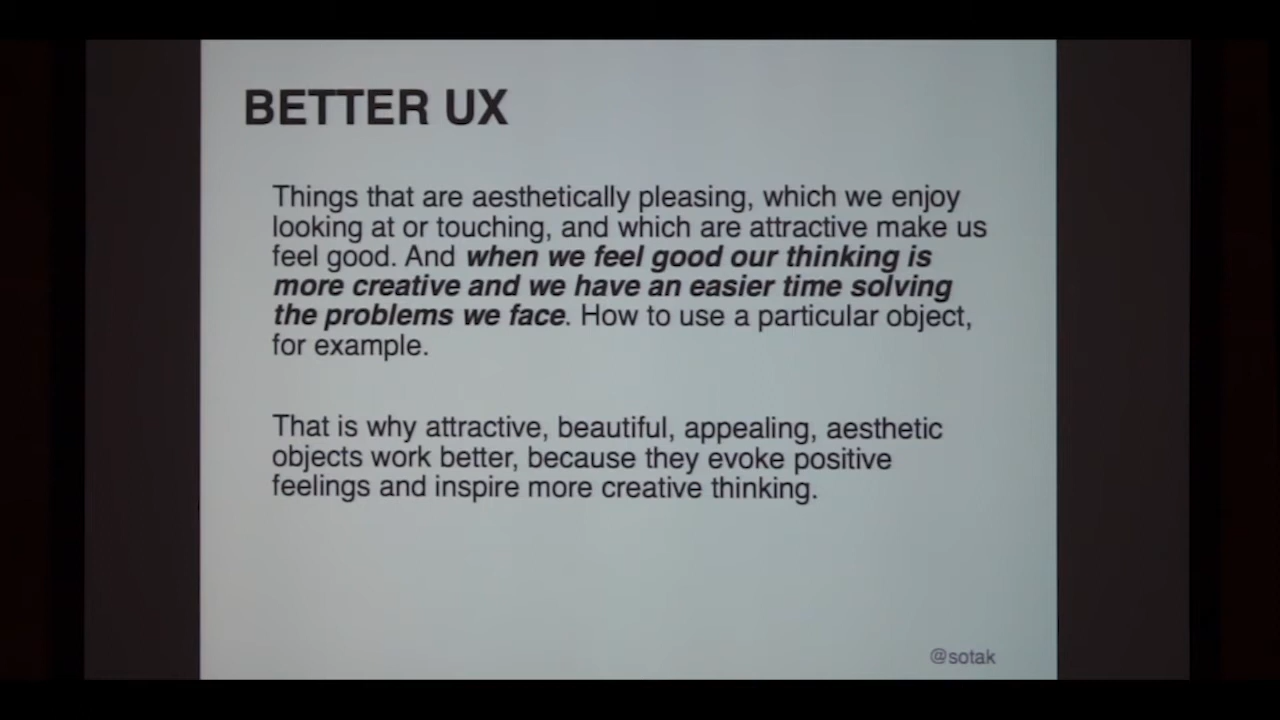 BETTER UX
Things that are aesthetically pleasing, which we enjoy
looking at or touching, and which are attractive make us
feel good. And when we feel good our thinking is
more creative and we have an easier time solving
the problems we face. How to use a particular object,
for example.
That is why attractive, beautiful, appealing, aesthetic
objects work better, because they evoke positive
feelings and inspire more creative thinking.
@sotak